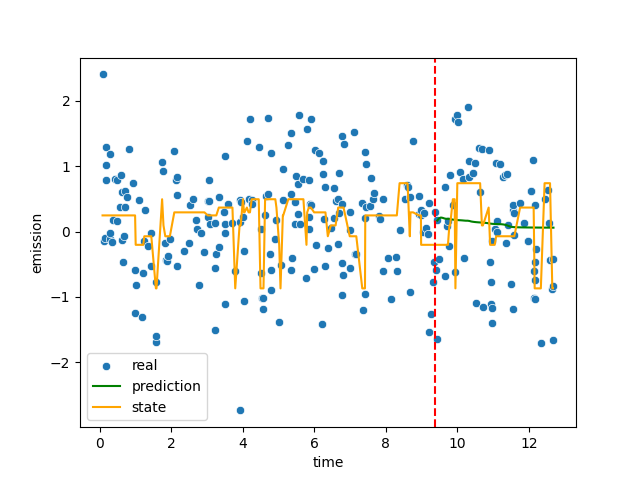 2
1
0
−1
−2
emission
real
prediction
state
0 2 4 6 8 10 12
time